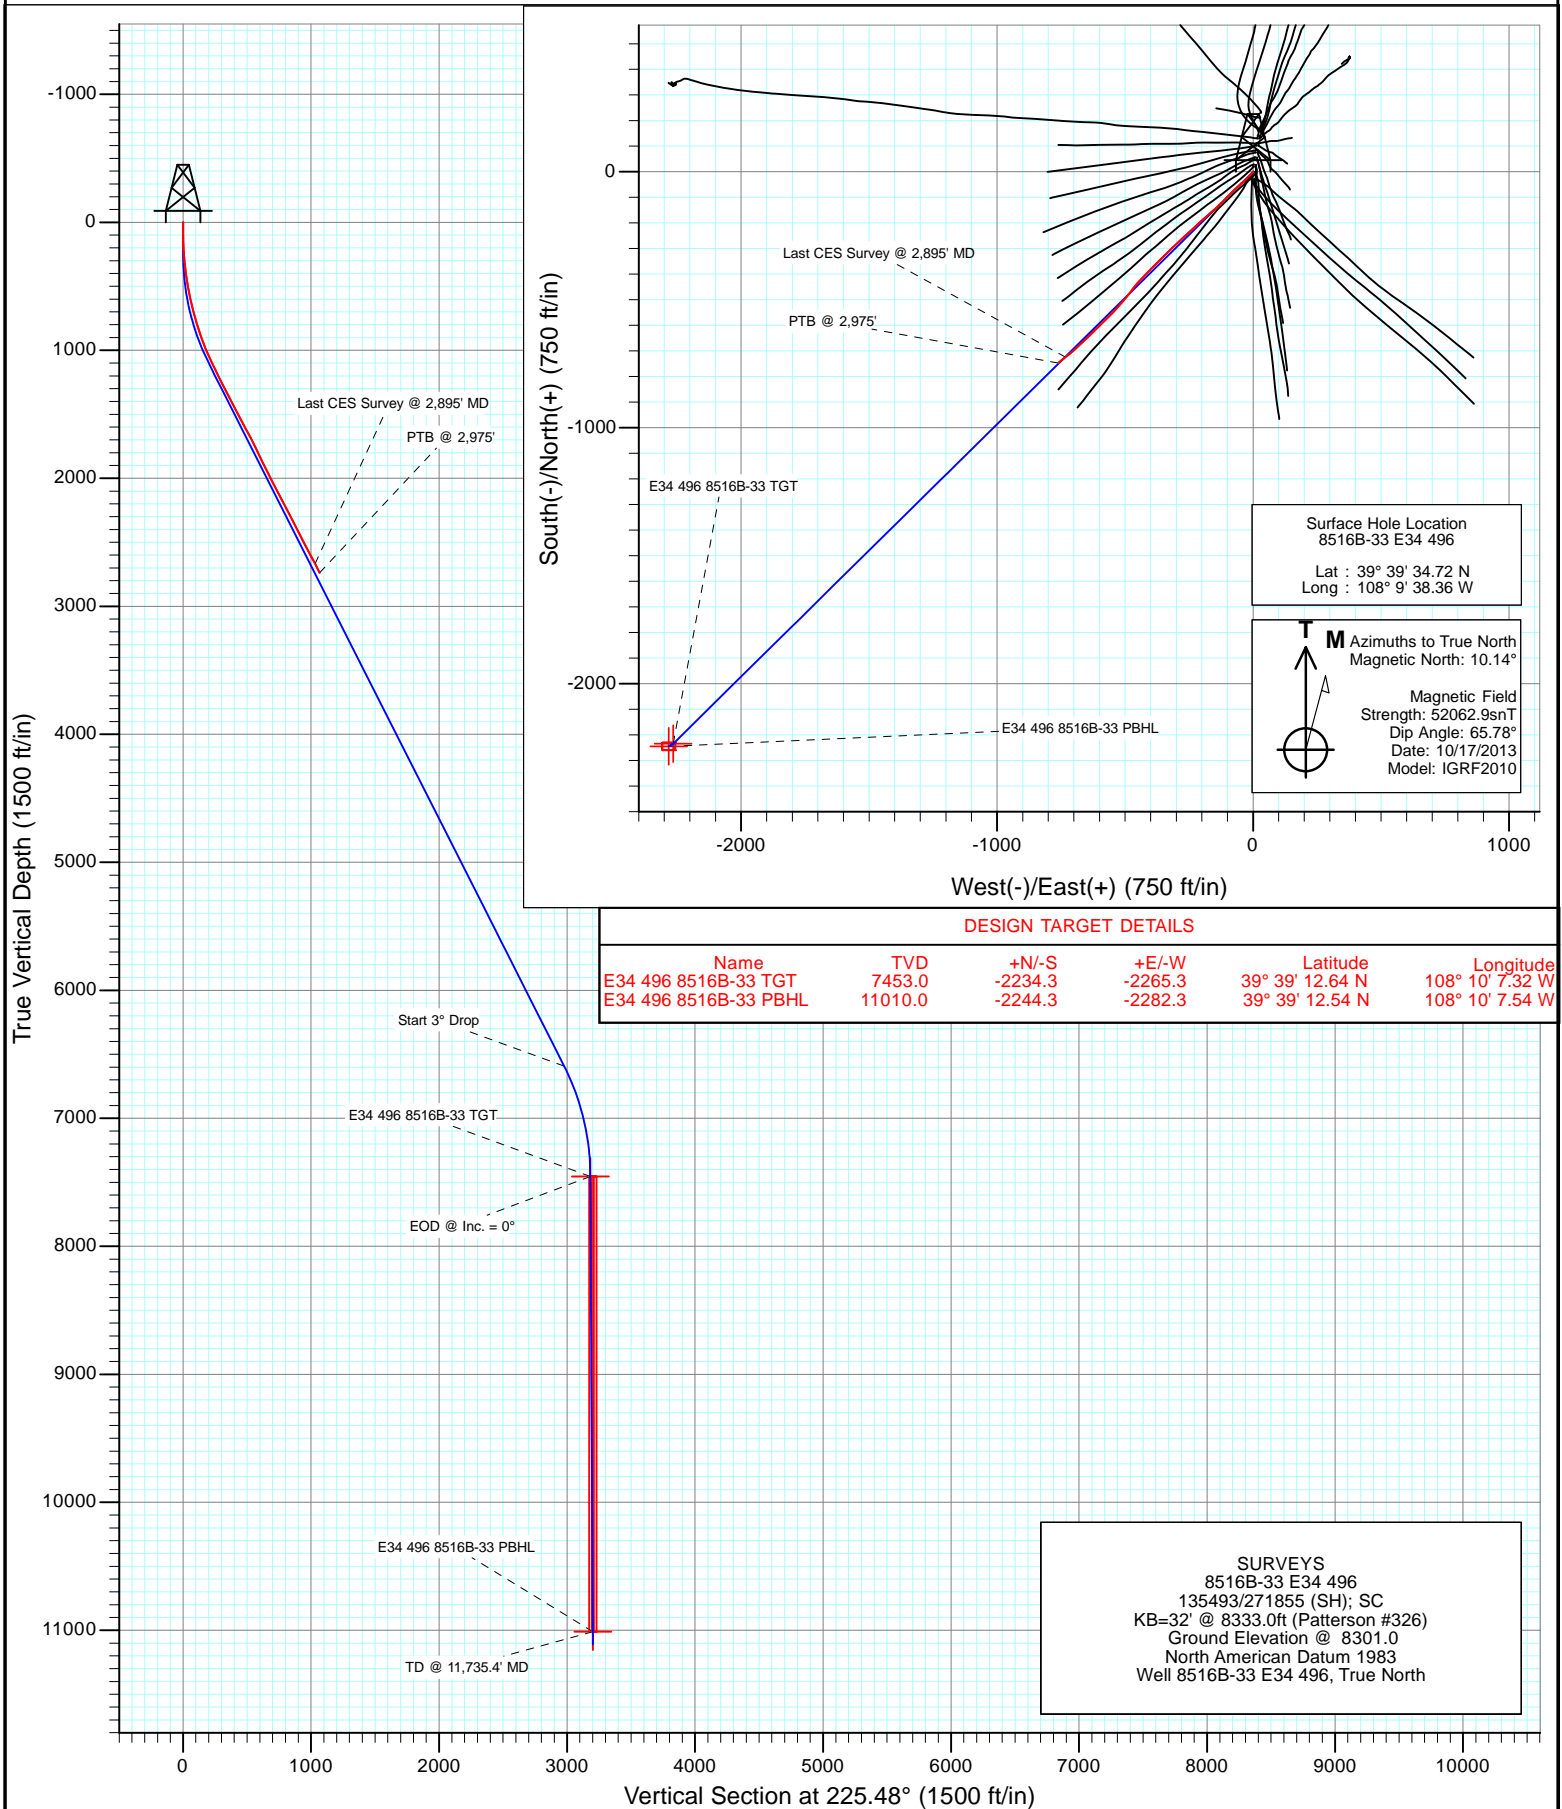 -1000
0
1000
2000
3000
4000
5000
6000
7000
8000
9000
10000
11000
True Vertical Depth (1500 ft/in)
0
1000
2000
3000
4000
5000
6000
7000
8000
9000
10000
Vertical Section at 225.48° (1500 ft/in)
Last CES Survey @ 2,895' MD
PTB @ 2,975'
Start 3° Drop
E34 496 8516B-33 TGT
EOD @ Inc. = 0°
E34 496 8516B-33 PBHL
TD @ 11,735.4' MD
0
-1000
-2000
South(-)/North(+) (750 ft/in)
-2000
-1000
0
1000
West(-)/East(+) (750 ft/in)
Last CES Survey @ 2,895' MD
PTB @ 2,975'
E34 496 8516B-33 TGT
E34 496 8516B-33 PBHL
Surface Hole Location
8516B-33 E34 496
Lat : 39° 39' 34.72 N
Long : 108° 9' 38.36 W
T
M
Azimuths to True North
Magnetic North: 10.14°
Magnetic Field
Strength: 52062.9snT
Dip Angle: 65.78°
Date: 10/17/2013
Model: IGRF2010
DESIGN TARGET DETAILS
Name TVD +N/-S +E/-W Latitude Longitude
E34 496 8516B-33 TGT 7453.0 -2234.3 -2265.3 39° 39' 12.64 N 108° 10' 7.32 W
E34 496 8516B-33 PBHL 11010.0 -2244.3 -2282.3 39° 39' 12.54 N 108° 10' 7.54 W
SURVEYS
8516B-33 E34 496
135493/271855 (SH); SC
KB=32' @ 8333.0ft (Patterson #326)
Ground Elevation @ 8301.0
North American Datum 1983
Well 8516B-33 E34 496, True North